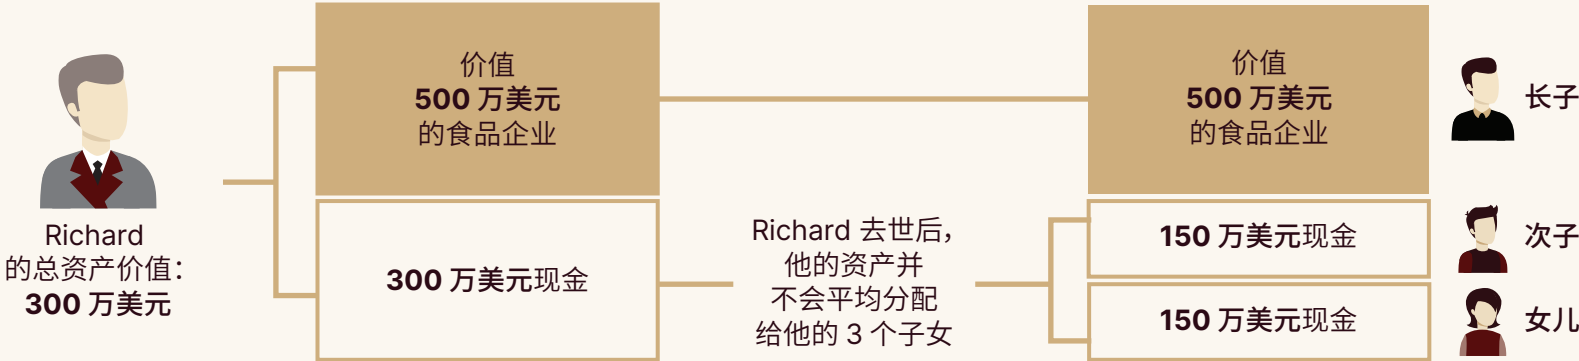 Richard
的总资产价值：
300 万美元
价值
500 万美元
的食品企业
300 万美元现金
Richard 去世后，
他的资产并
不会平均分配
给他的 3 个子女
价值
500 万美元
的食品企业
150 万美元现金
150 万美元现金
长子
次子
女儿